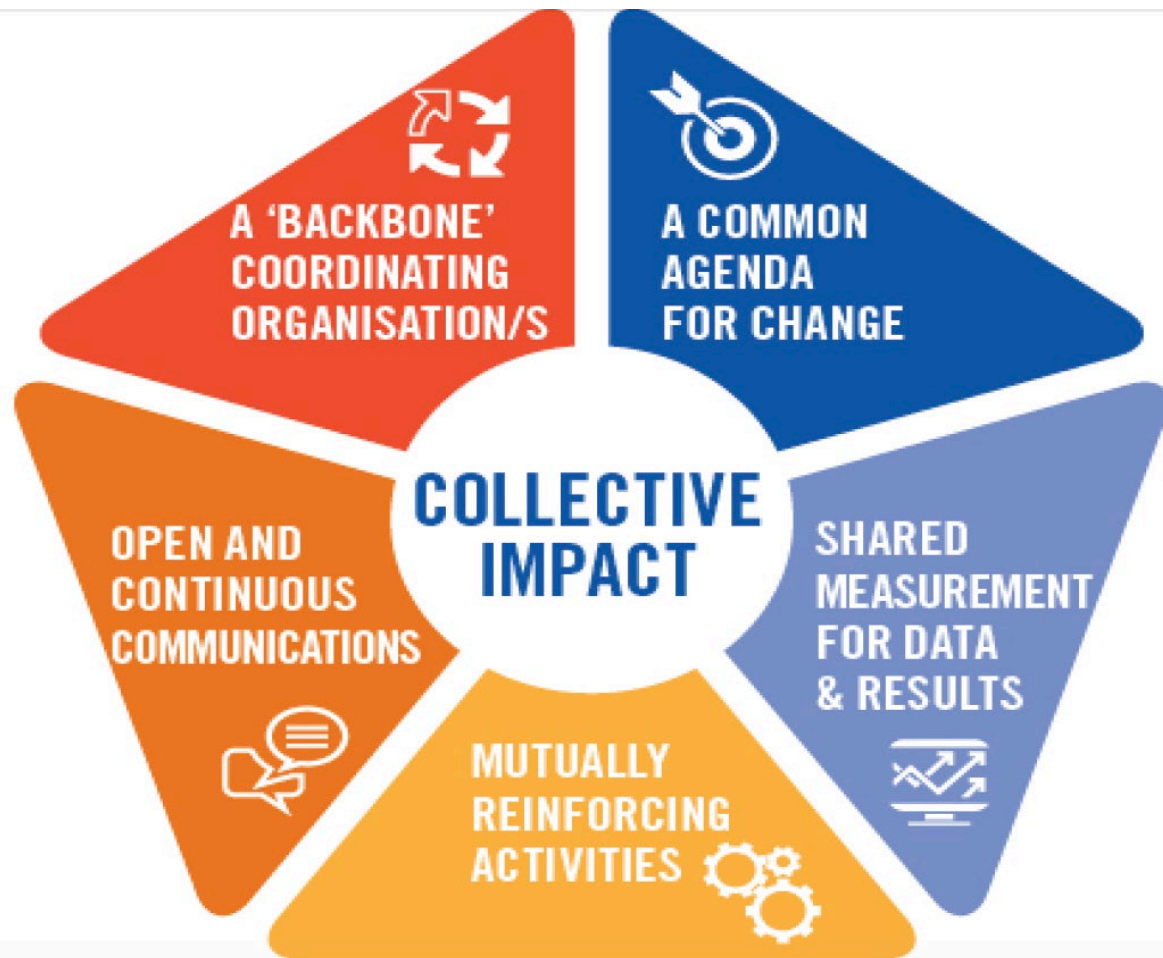 A ‘BACKBONE’
COORDINATING
ORGANISATION/S
A COMMON
AGENDA
FOR CHANGE
COLLECTIVE
IMPACT
OPEN AND
CONTINUOUS
COMMUNICATIONS
SHARED
MEASUREMENT
FOR DATA
& RESULTS
MUTUALLY
REINFORCING
ACTIVITIES